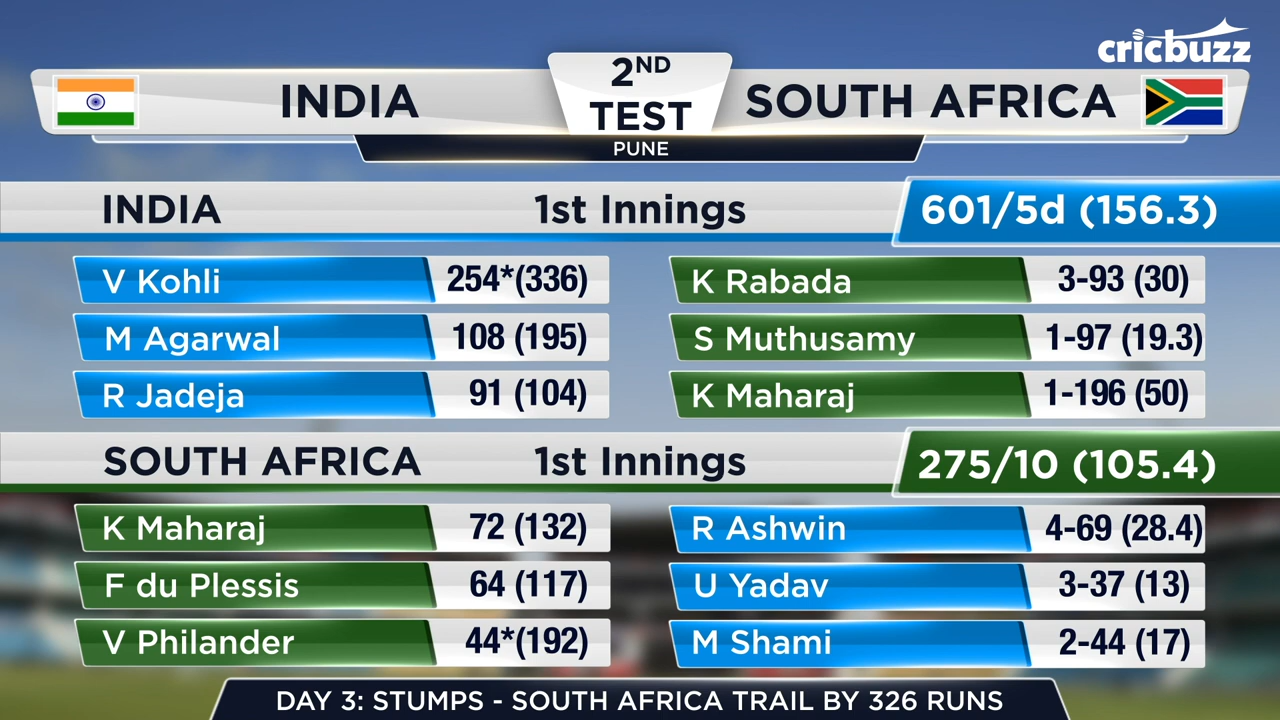 cricbuzz
INDIA 2ND TEST SOUTH AFRICA
PUNE
INDIA 1st Innings 601/5d (156.3)
V Kohli 254*(336) K Rabada 3-93 (30)
M Agarwal 108 (195) S Muthusamy 1-97 (19.3)
R Jadeja 91 (104) K Maharaj 1-196 (50)
SOUTH AFRICA 1st Innings 275/10 (105.4)
K Maharaj 72 (132) R Ashwin 4-69 (28.4)
F du Plessis 64 (117) U Yadav 3-37 (13)
V Philander 44*(192) M Shami 2-44 (17)
DAY 3: STUMPS - SOUTH AFRICA TRAIL BY 326 RUNS